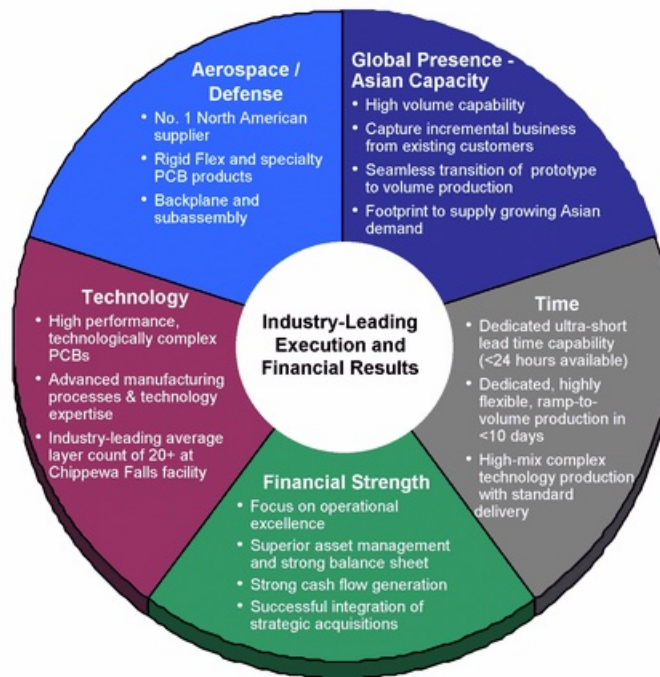 Aerospace /
Defense
• No. 1 North American
supplier
• Rigid Flex and specialty
PCB products
• Backplane and
subassembly
Global Presence -
Asian Capacity
• High volume capability
• Capture incremental business
from existing customers
• Seamless transition of prototype
to volume production
• Footprint to supply growing Asian
demand
Technology
• High performance,
technologically complex
PCBs
• Advanced manufacturing
processes & technology
expertise
• Industry-leading average
layer count of 20+ at
Chippewa Falls facility
Industry-Leading
Execution and
Financial Results
Time
• Dedicated ultra-short
lead time capability
(<24 hours available)
• Dedicated, highly
flexible, ramp-to-
volume production in
<10 days
• High-mix complex
technology production
with standard
delivery
Financial Strength
• Focus on operational
excellence
• Superior asset management
and strong balance sheet
• Strong cash flow generation
• Successful integration of
strategic acquisitions